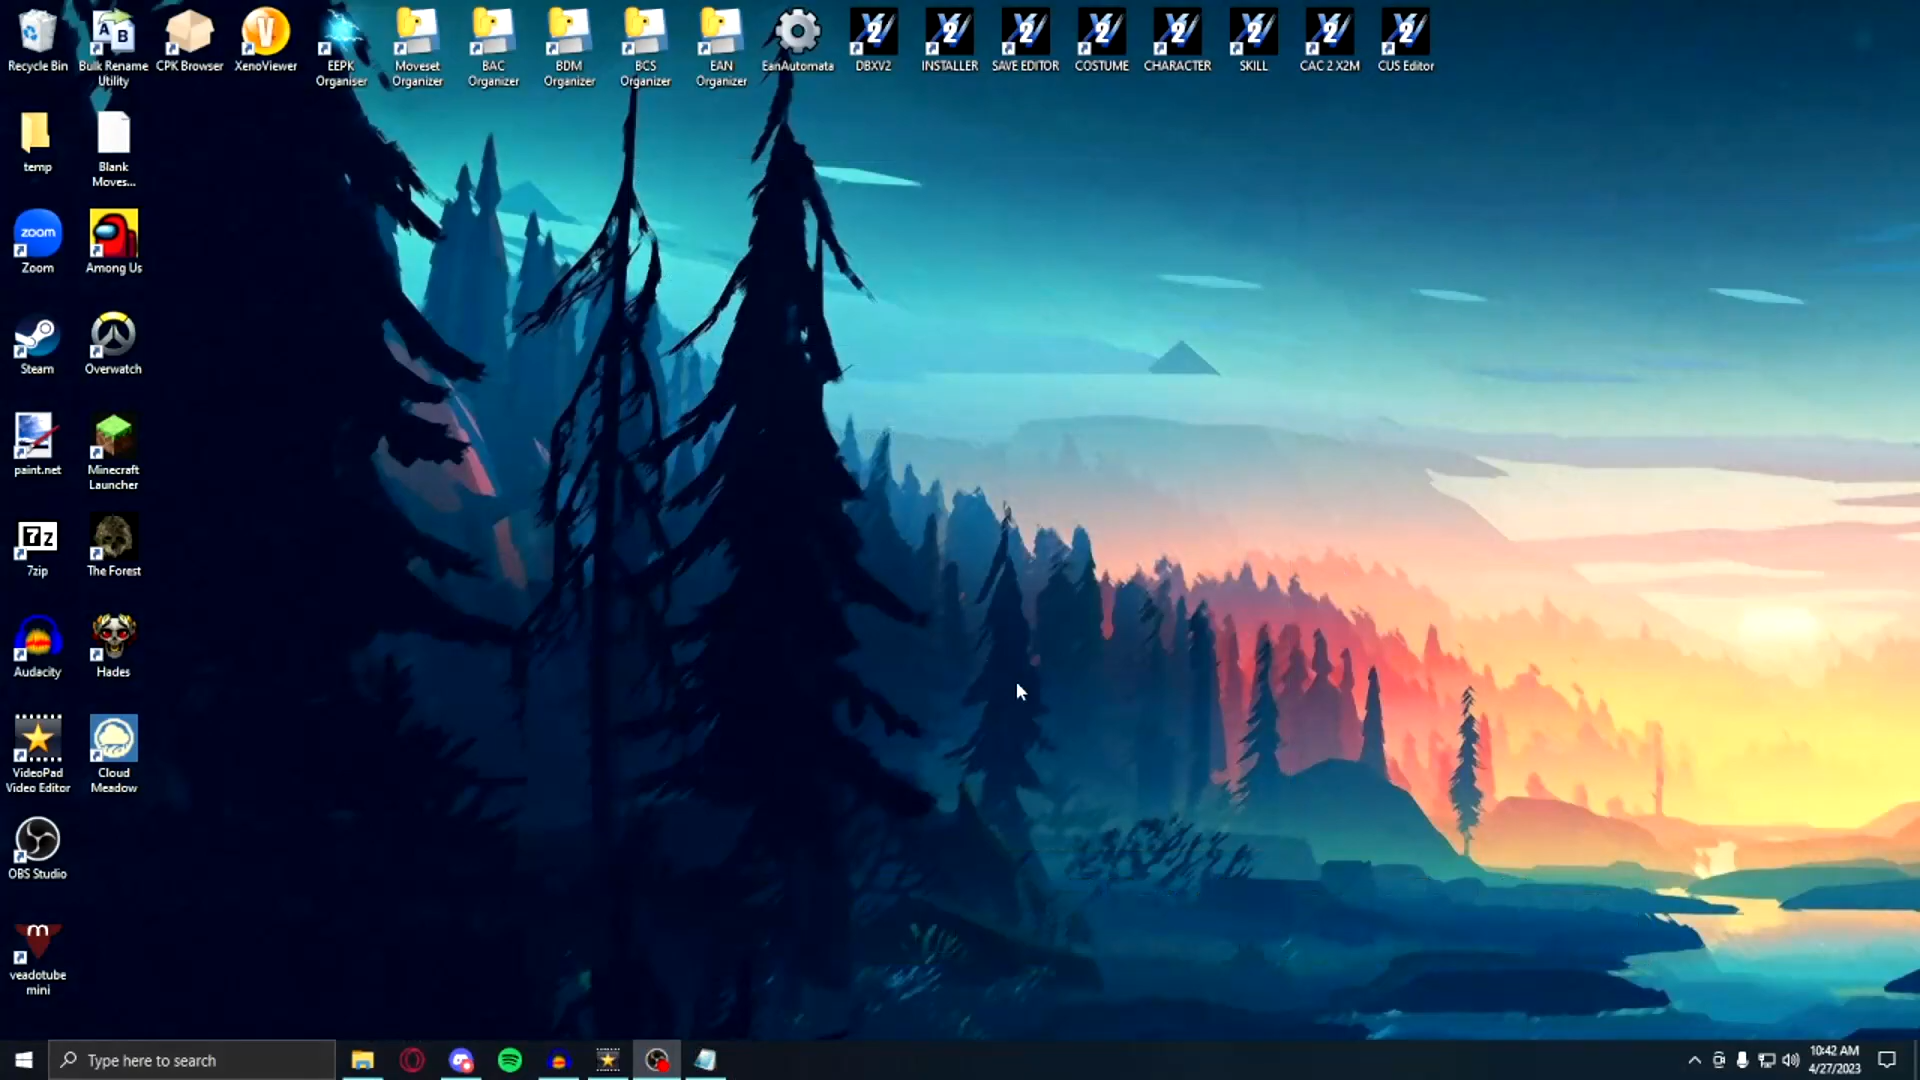 Recycle Bin
Bulk Rename
Utility
CPK Browser
XenoViewer
EEPK
Organiser
Moveset
Organizer
BAC
Organizer
BDM
Organizer
BCS
Organizer
EAN
Organizer
EanAutomata
DBXV2
INSTALLER
SAVE EDITOR
COSTUME
CHARACTER
SKILL
CAC 2 X2M
CUS Editor
temp
Blank
Moves...
zoom
Zoom
Among Us
Steam
Overwatch
paint.net
Minecraft
Launcher
7z
7zip
The Forest
Audacity
Hades
VideoPad
Video Editor
Cloud
Meadow
OBS Studio
veadotube
mini
Type here to search
10:42 AM
4/27/2023